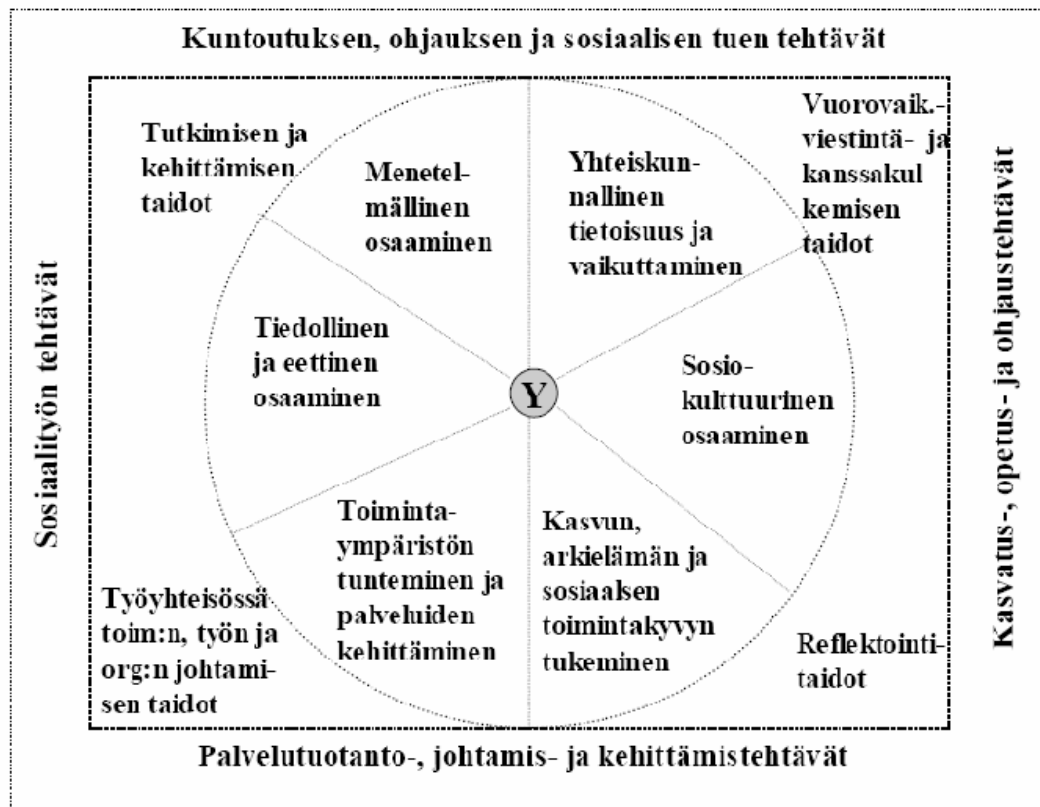 Kuntoutuksen, ohjauksen ja sosiaalisen tuen tehtävät
Tutkimisen ja
kehittämisen
taidot
Menetel-
mällinen
osaaminen
Yhteiskun-
nallinen
tietoisuus ja
vaikuttaminen
Vuorovaik.-
viestintä- ja
kanssakul
kemisen
taidot
Sosiaalityön tehtävät
Tiedollinen
ja eettinen
osaaminen
Y
Sosio-
kulttuurinen
osaaminen
Kasvatus-, opetus- ja ohjaustehtävät
Työyhteisössä
toim:n, työn ja
org:n johtami-
sen taidot
Toiminta-
ympäristön
tunteminen ja
palveluiden
kehittäminen
Kasvun,
arkielämän ja
sosiaalsen
toimintakyvyn
tukeminen
Reflektointi-
taidot
Palvelutuotanto-, johtamis- ja kehittämistehtävät